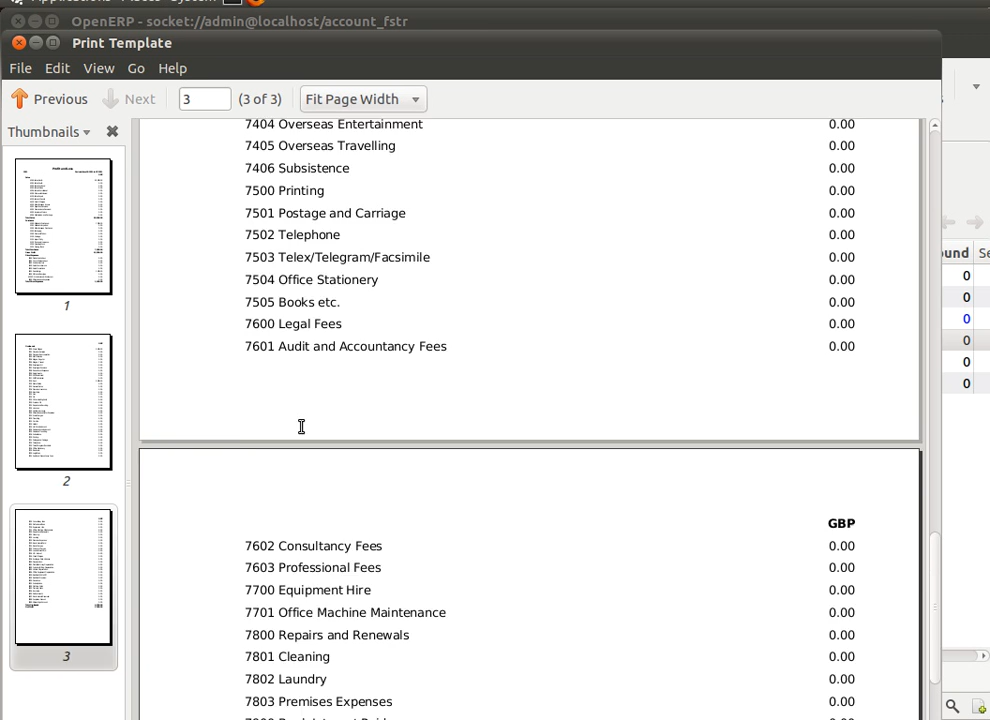 OpenERP - socket://admin@localhost/account_fstr
Print Template
File Edit View Go Help
Previous Next 3 (3 of 3) Fit Page Width
Thumbnails
1
2
3
7404 Overseas Entertainment 0.00
7405 Overseas Travelling 0.00
7406 Subsistence 0.00
7500 Printing 0.00
7501 Postage and Carriage 0.00
7502 Telephone 0.00
7503 Telex/Telegram/Facsimile 0.00
7504 Office Stationery 0.00
7505 Books etc. 0.00
7600 Legal Fees 0.00
7601 Audit and Accountancy Fees 0.00
GBP
7602 Consultancy Fees 0.00
7603 Professional Fees 0.00
7700 Equipment Hire 0.00
7701 Office Machine Maintenance 0.00
7800 Repairs and Renewals 0.00
7801 Cleaning 0.00
7802 Laundry 0.00
7803 Premises Expenses 0.00
ound Se
0
0
0
0
0
0